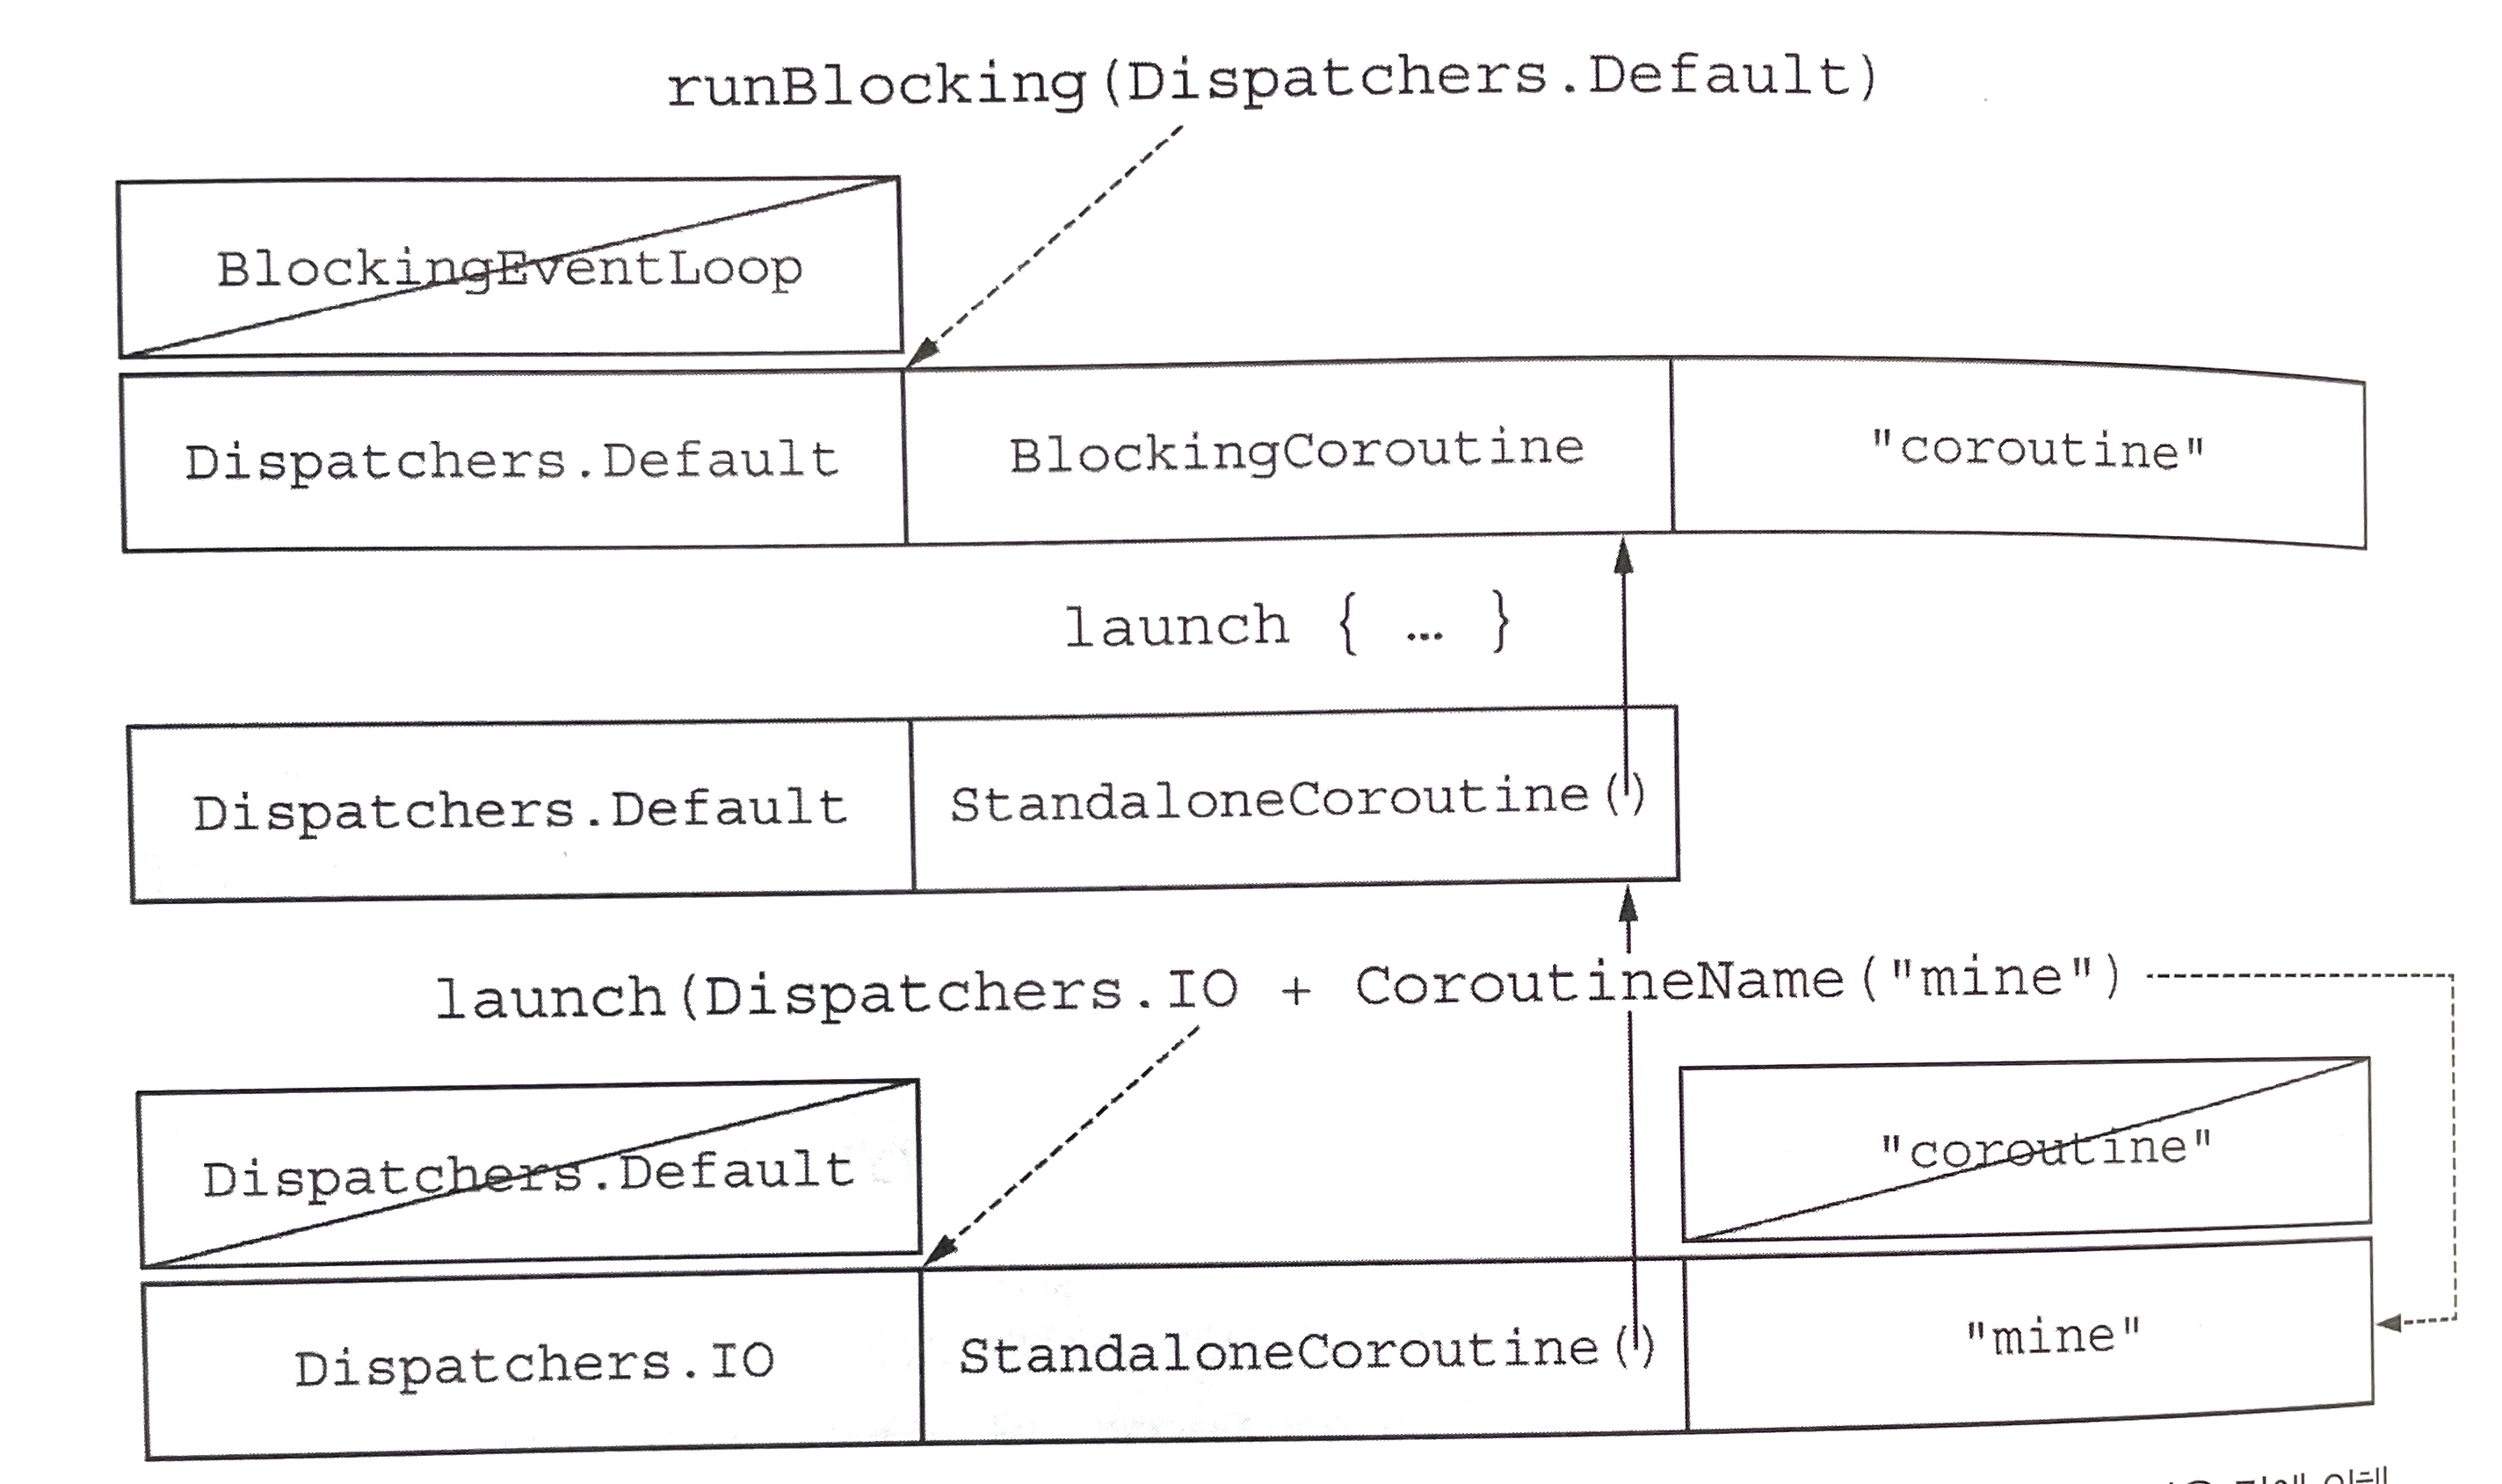 runBlocking(Dispatchers.Default)
BlockingEventLoop
Dispatchers.Default BlockingCoroutine "coroutine"
launch { … }
Dispatchers.Default StandaloneCoroutine()
launch(Dispatchers.IO + CoroutineName("mine")
Dispatchers.Default "coroutine"
Dispatchers.IO StandaloneCoroutine() "mine"